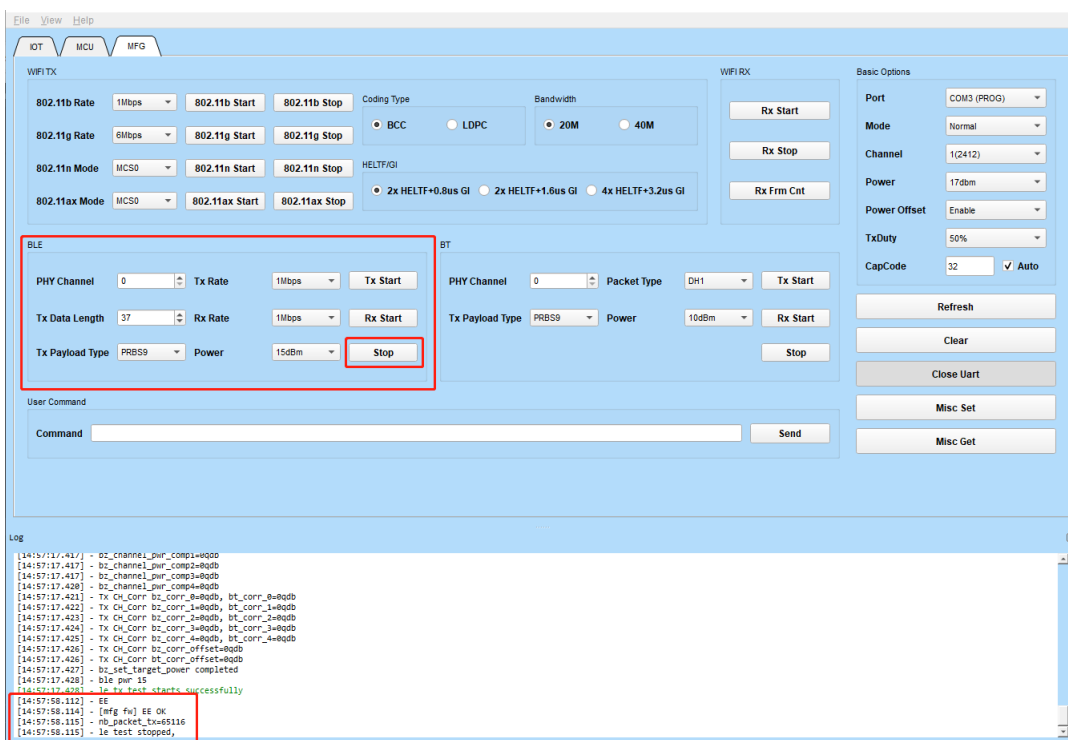 File View Help
IOT MCU MFG
WIFI TX
802.11b Rate 1Mbps 802.11b Start 802.11b Stop
802.11g Rate 6Mbps 802.11g Start 802.11g Stop
802.11n Mode MCS0 802.11n Start 802.11n Stop
802.11ax Mode MCS0 802.11ax Start 802.11ax Stop
Coding Type
BCC LDPC
Bandwidth
20M 40M
HELTF/GI
2x HELTF+0.8us GI 2x HELTF+1.6us GI 4x HELTF+3.2us GI
WIFI RX
Rx Start
Rx Stop
Rx Frm Cnt
Basic Options
Port COM3 (PROG)
Mode Normal
Channel 1(2412)
Power 17dbm
Power Offset Enable
TxDuty 50%
CapCode 32 Auto
Refresh
Clear
Close Uart
Misc Set
Misc Get
BLE
PHY Channel 0 Tx Rate 1Mbps Tx Start
Tx Data Length 37 Rx Rate 1Mbps Rx Start
Tx Payload Type PRBS9 Power 15dBm Stop
BT
PHY Channel 0 Packet Type DH1 Tx Start
Tx Payload Type PRBS9 Power 10dBm Rx Start
Stop
User Command
Command Send
Log
[14:57:17.417] - bz_channel_pwr_comp1=0qdb
[14:57:17.417] - bz_channel_pwr_comp2=0qdb
[14:57:17.417] - bz_channel_pwr_comp3=0qdb
[14:57:17.420] - bz_channel_pwr_comp4=0qdb
[14:57:17.421] - Tx CH_Corr bz_corr_0=0qdb, bt_corr_0=0qdb
[14:57:17.422] - Tx CH_Corr bz_corr_1=0qdb, bt_corr_1=0qdb
[14:57:17.423] - Tx CH_Corr bz_corr_2=0qdb, bt_corr_2=0qdb
[14:57:17.424] - Tx CH_Corr bz_corr_3=0qdb, bt_corr_3=0qdb
[14:57:17.425] - Tx CH_Corr bz_corr_4=0qdb, bt_corr_4=0qdb
[14:57:17.426] - Tx CH_Corr bz_corr_offset=0qdb
[14:57:17.426] - Tx CH_Corr bt_corr_offset=0qdb
[14:57:17.427] - bz_set_target_power completed
[14:57:17.428] - ble pwr 15
[14:57:17.428] - le tx test starts successfully
[14:57:58.112] - EE
[14:57:58.114] - [mfg fw] EE OK
[14:57:58.115] - nb_packet_tx=65116
[14:57:58.115] - le test stopped,